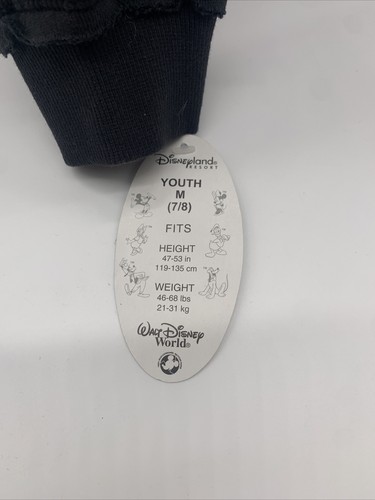 Disneyland
RESORT
YOUTH
M
(7/8)
FITS
HEIGHT
47-53 in
119-135 cm
WEIGHT
46-68 lbs
21-31 kg
Walt Disney
World®